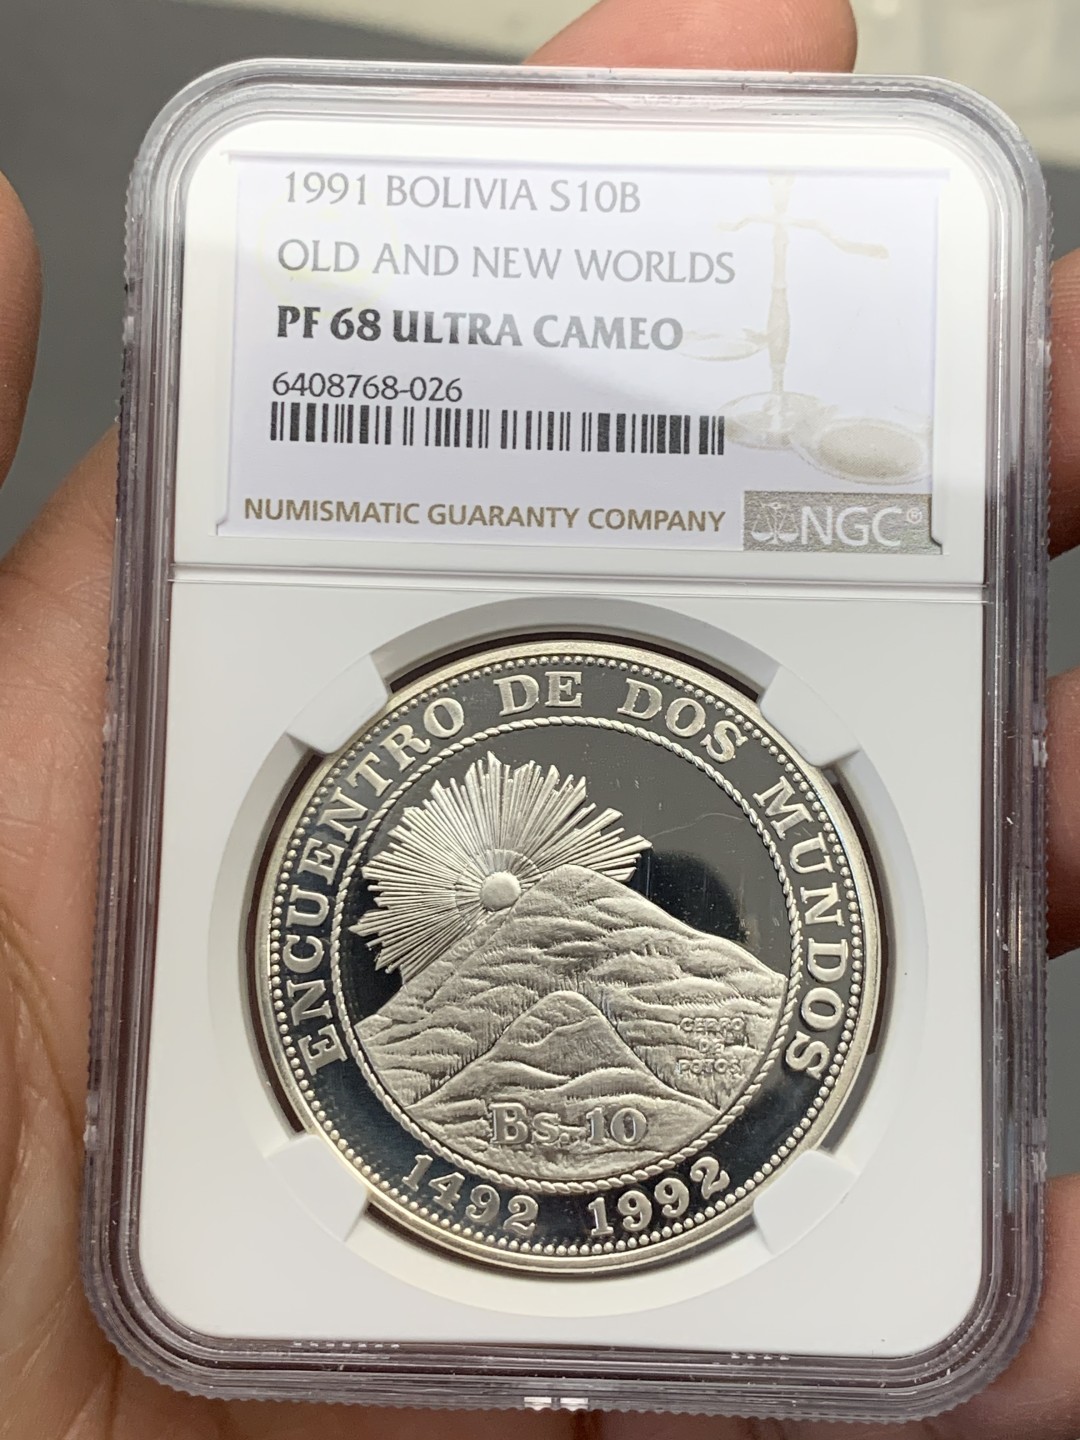 1991 BOLIVIA S10B
OLD AND NEW WORLDS
PF 68 ULTRA CAMEO
6408768-026
NUMISMATIC GUARANTY COMPANY
NGC®
ENCUENTRO DE DOS MUNDOS
CERRO
DE
POTOSI
Bs. 10
1492 1992